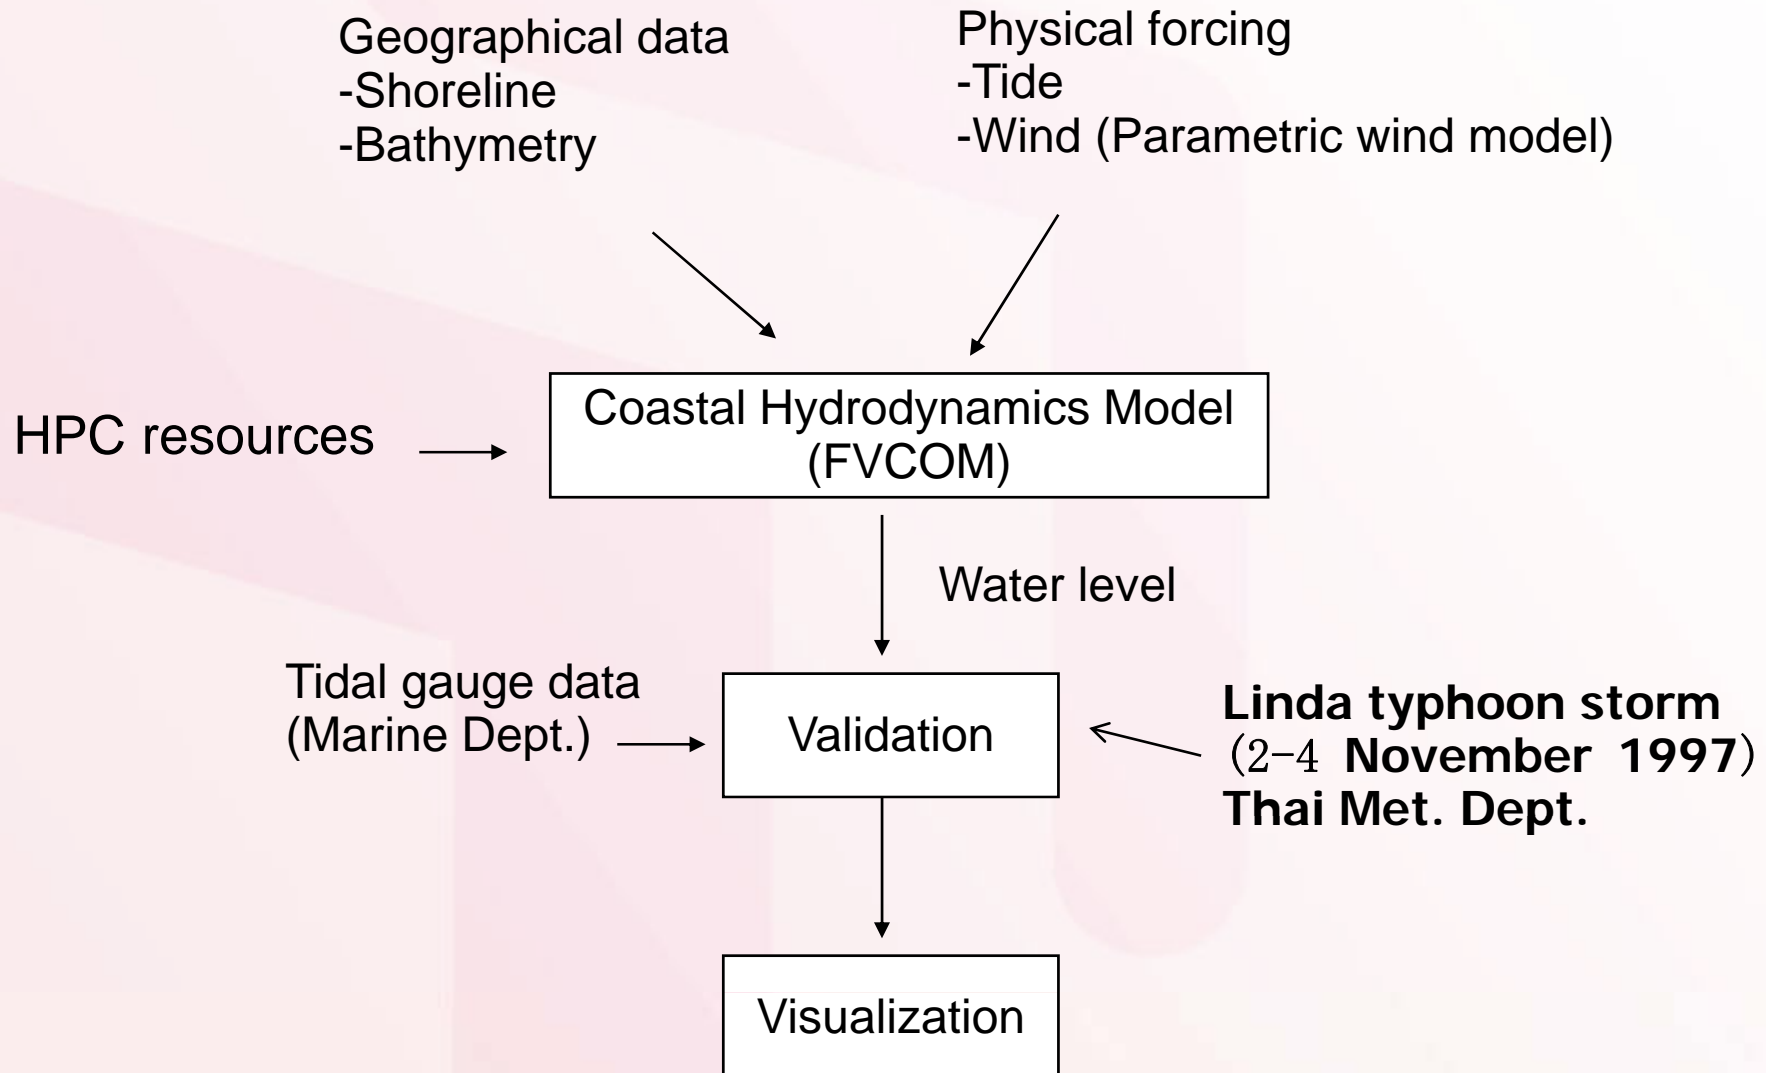 Geographical data
-Shoreline
-Bathymetry
Physical forcing
-Tide
-Wind (Parametric wind model)
HPC resources
Coastal Hydrodynamics Model
(FVCOM)
Water level
Tidal gauge data
(Marine Dept.)
Validation
Linda typhoon storm
(2-4 November 1997)
Thai Met. Dept.
Visualization